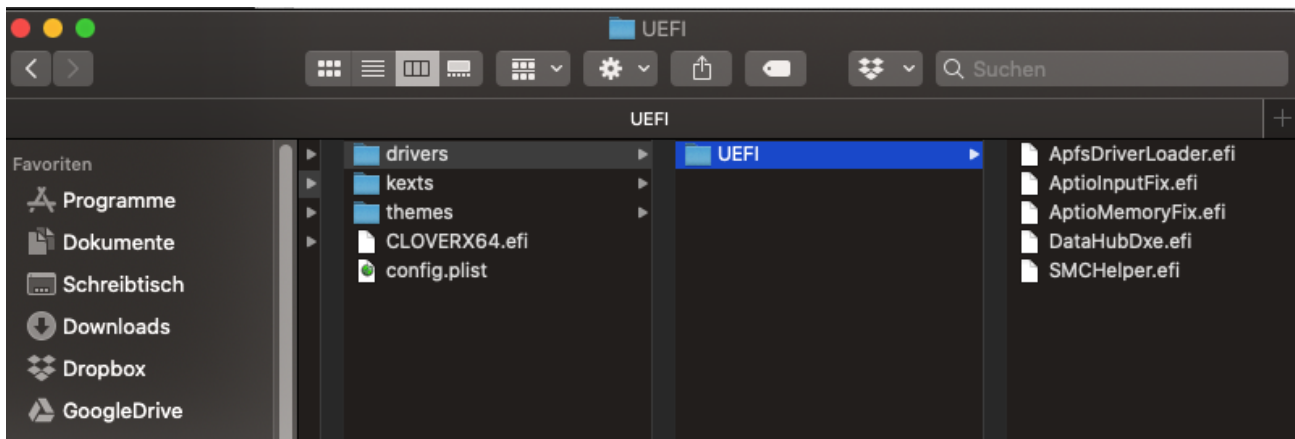 UEFI
Suchen
UEFI
Favoriten
Programme
Dokumente
Schreibtisch
Downloads
Dropbox
GoogleDrive
drivers
kexts
themes
CLOVERX64.efi
config.plist
UEFI
ApfsDriverLoader.efi
AptioInputFix.efi
AptioMemoryFix.efi
DataHubDxe.efi
SMCHelper.efi